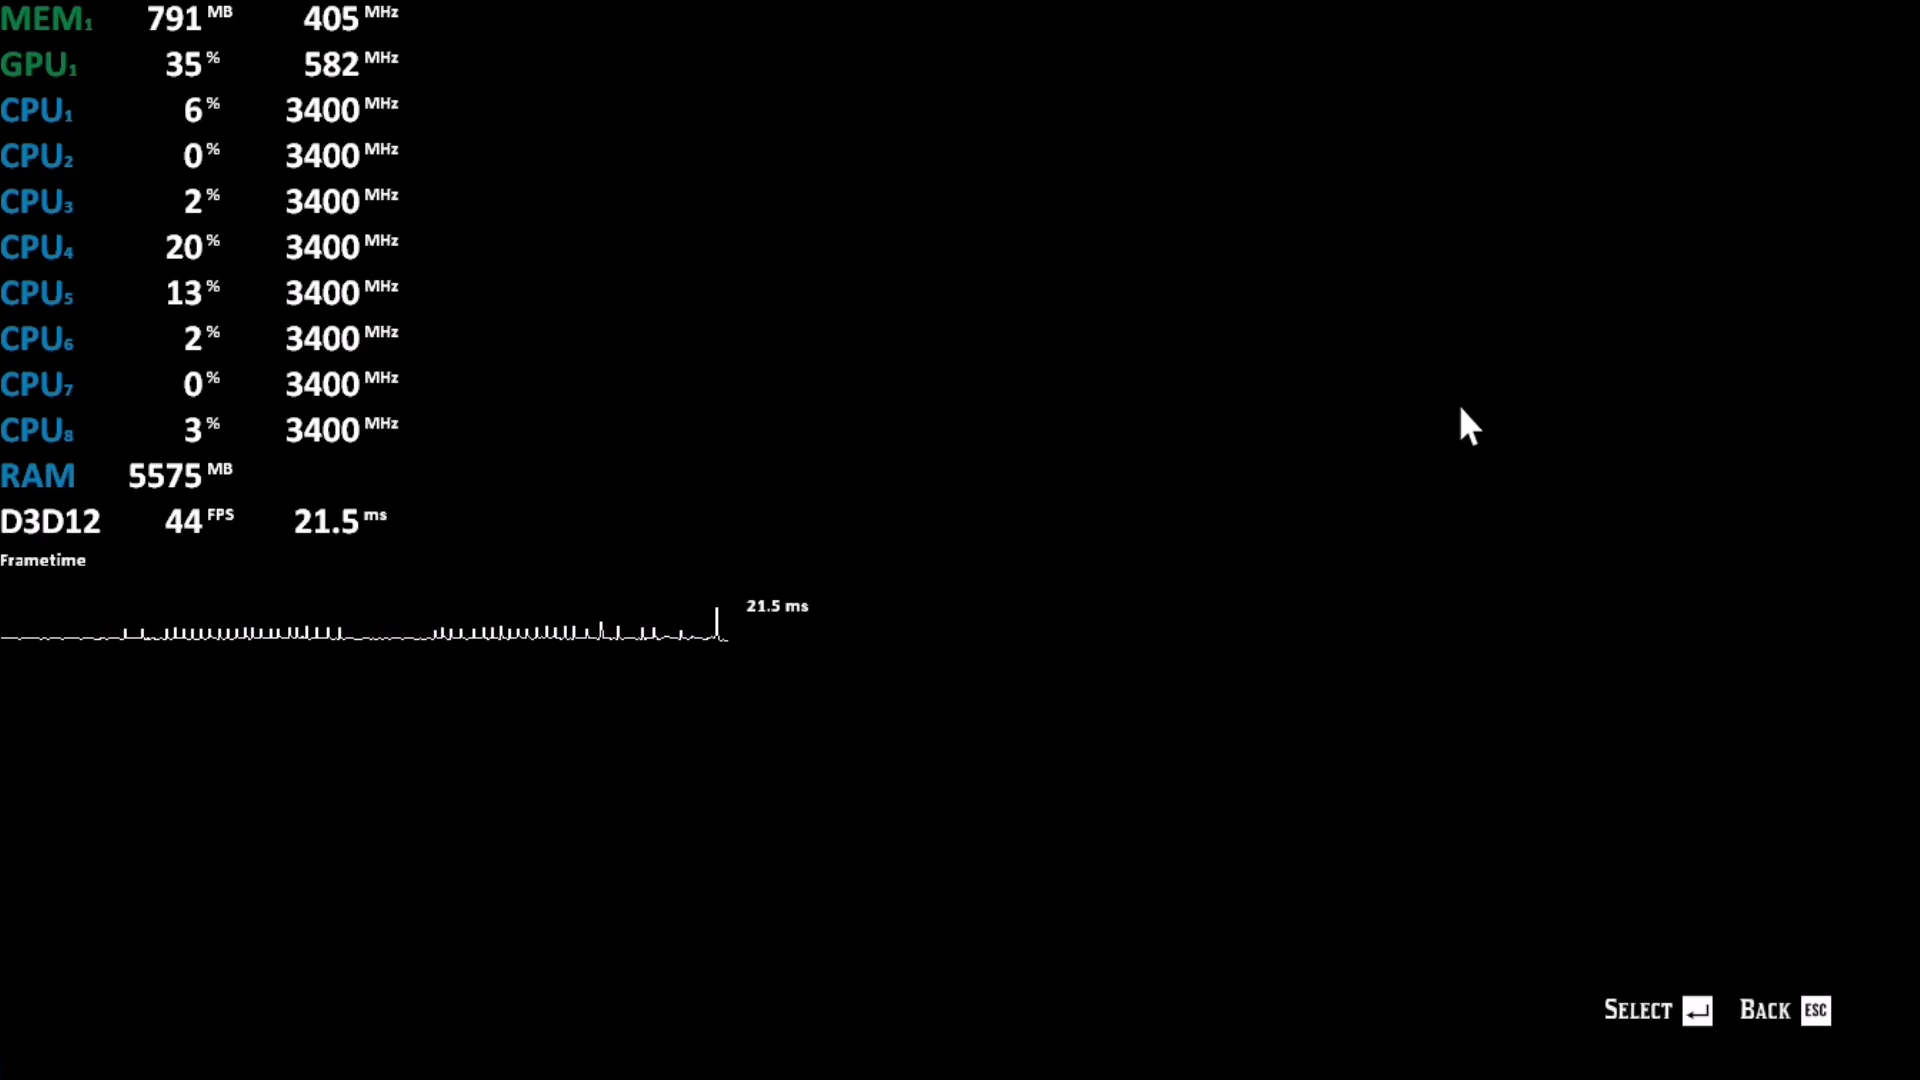 MEM1 791 MB 405 MHz
GPU1 35 % 582 MHz
CPU1 6 % 3400 MHz
CPU2 0 % 3400 MHz
CPU3 2 % 3400 MHz
CPU4 20 % 3400 MHz
CPU5 13 % 3400 MHz
CPU6 2 % 3400 MHz
CPU7 0 % 3400 MHz
CPU8 3 % 3400 MHz
RAM 5575 MB
D3D12 44 FPS 21.5 ms
Frametime
21.5 ms
SELECT BACK ESC